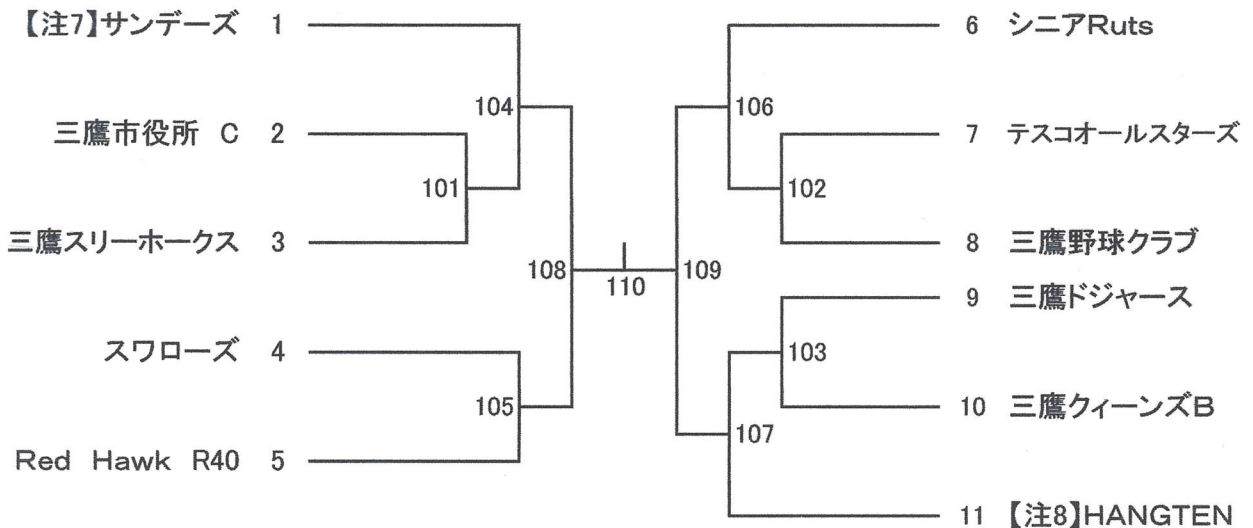 【注7】サンデーズ 1
三鷹市役所 C 2
三鷹スリーホークス 3
スワローズ 4
Red Hawk R40 5
104
101
108
105
110
106
102
109
103
107
6 シニアRuts
7 テスコオールスターズ
8 三鷹野球クラブ
9 三鷹ドジャース
10 三鷹クィーンズB
11 【注8】HANGTEN